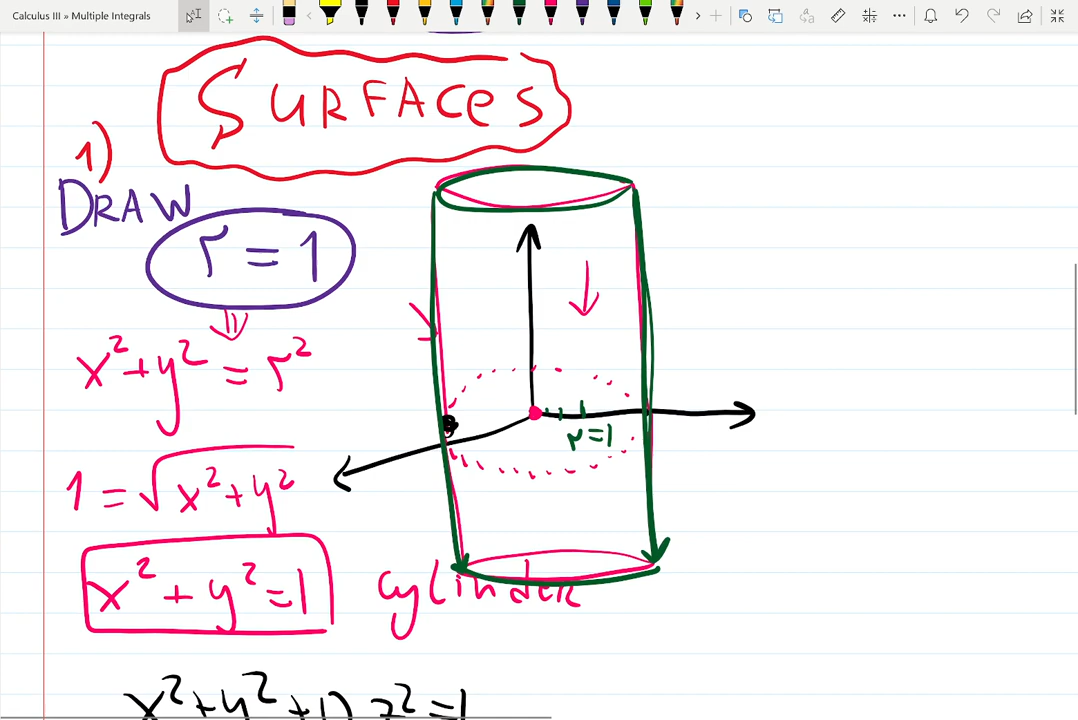 Calculus III » Multiple Integrals
SURFACES
1)
DRAW
r = 1
x² + y² = r²
1 = √x² + y²
x² + y² = 1
cylinder
r=1